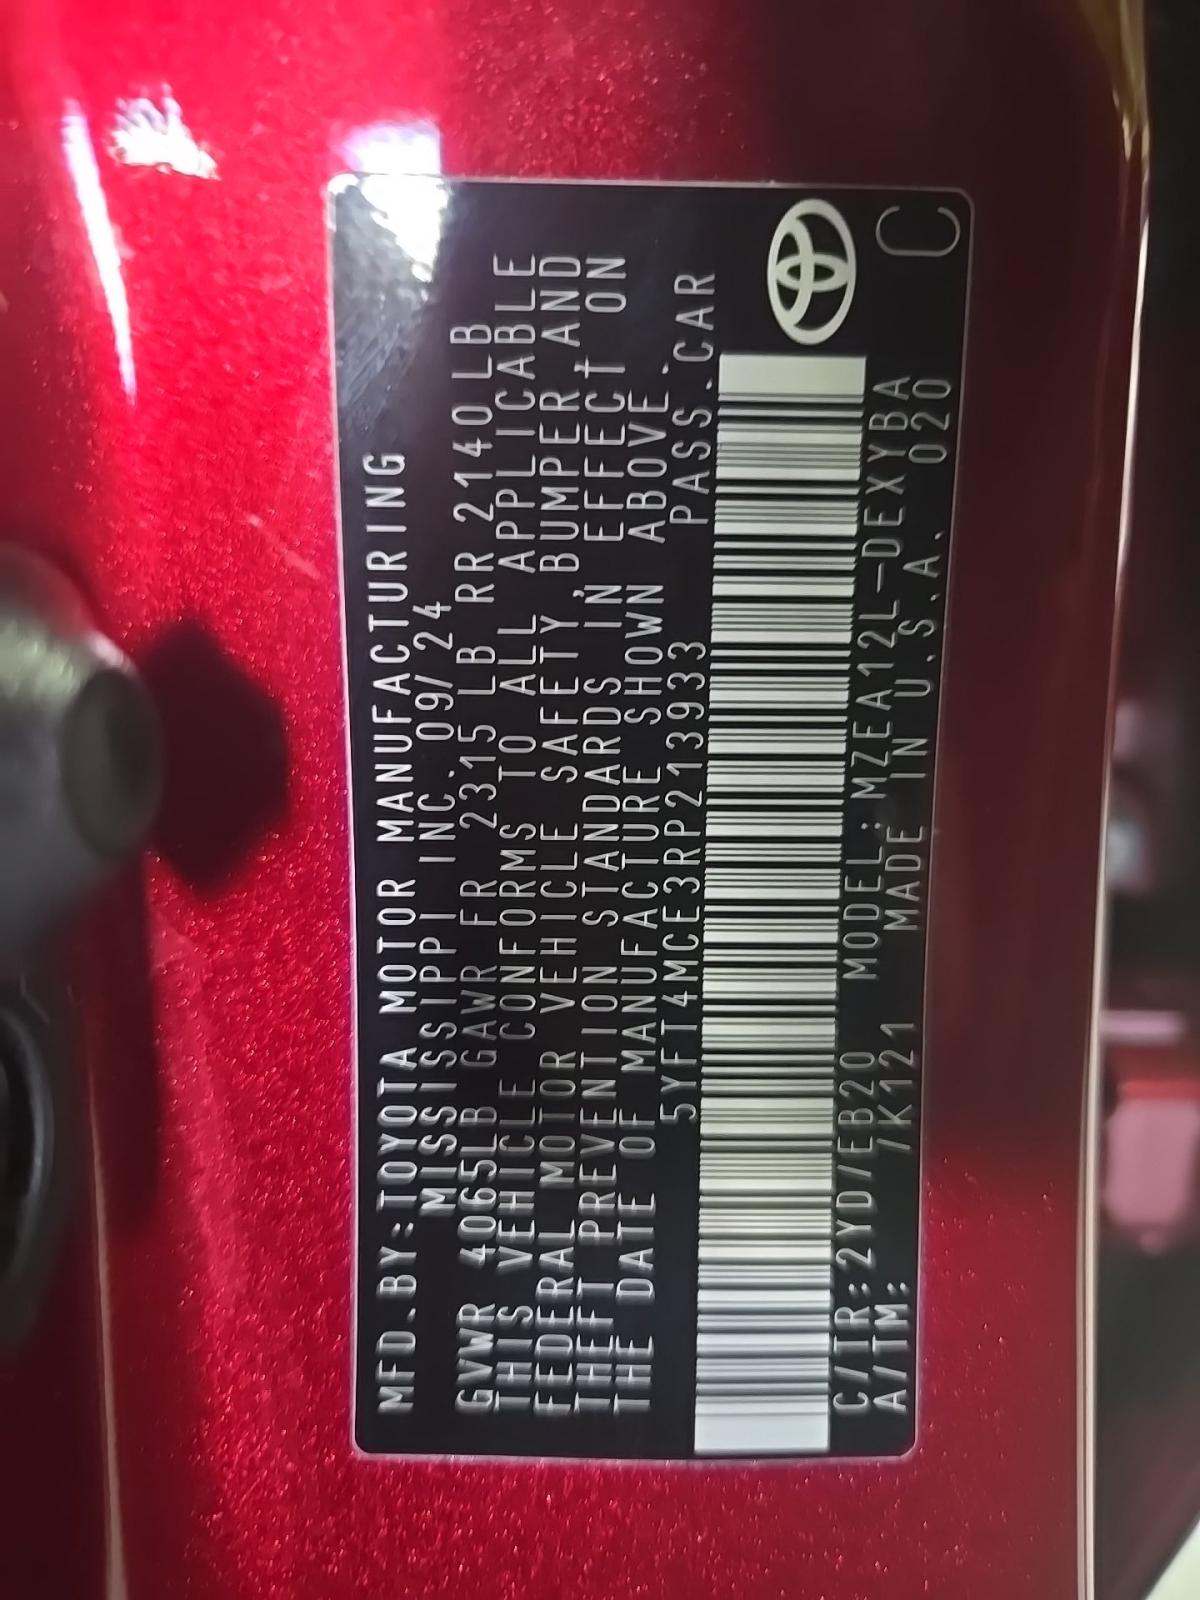 MFD.BY:TOYOTA MOTOR MANUFACTURING
MISSISSIPPI INC. 09/24
GVWR 4065LB GAWR FR 2315LB RR 2140LB
THIS VEHICLE CONFORMS TO ALL APPLICABLE
FEDERAL MOTOR VEHICLE SAFETY, BUMPER AND
THEFT PREVENTION STANDARDS IN EFFECT ON
THE DATE OF MANUFACTURE SHOWN ABOVE.
5YFT4MCE3RP213933 PASS.CAR
C/TR:2YD/EB20 MODEL:MZEA12L-DEXYBA
A/TM: /K121 MADE IN U.S.A. 020
C